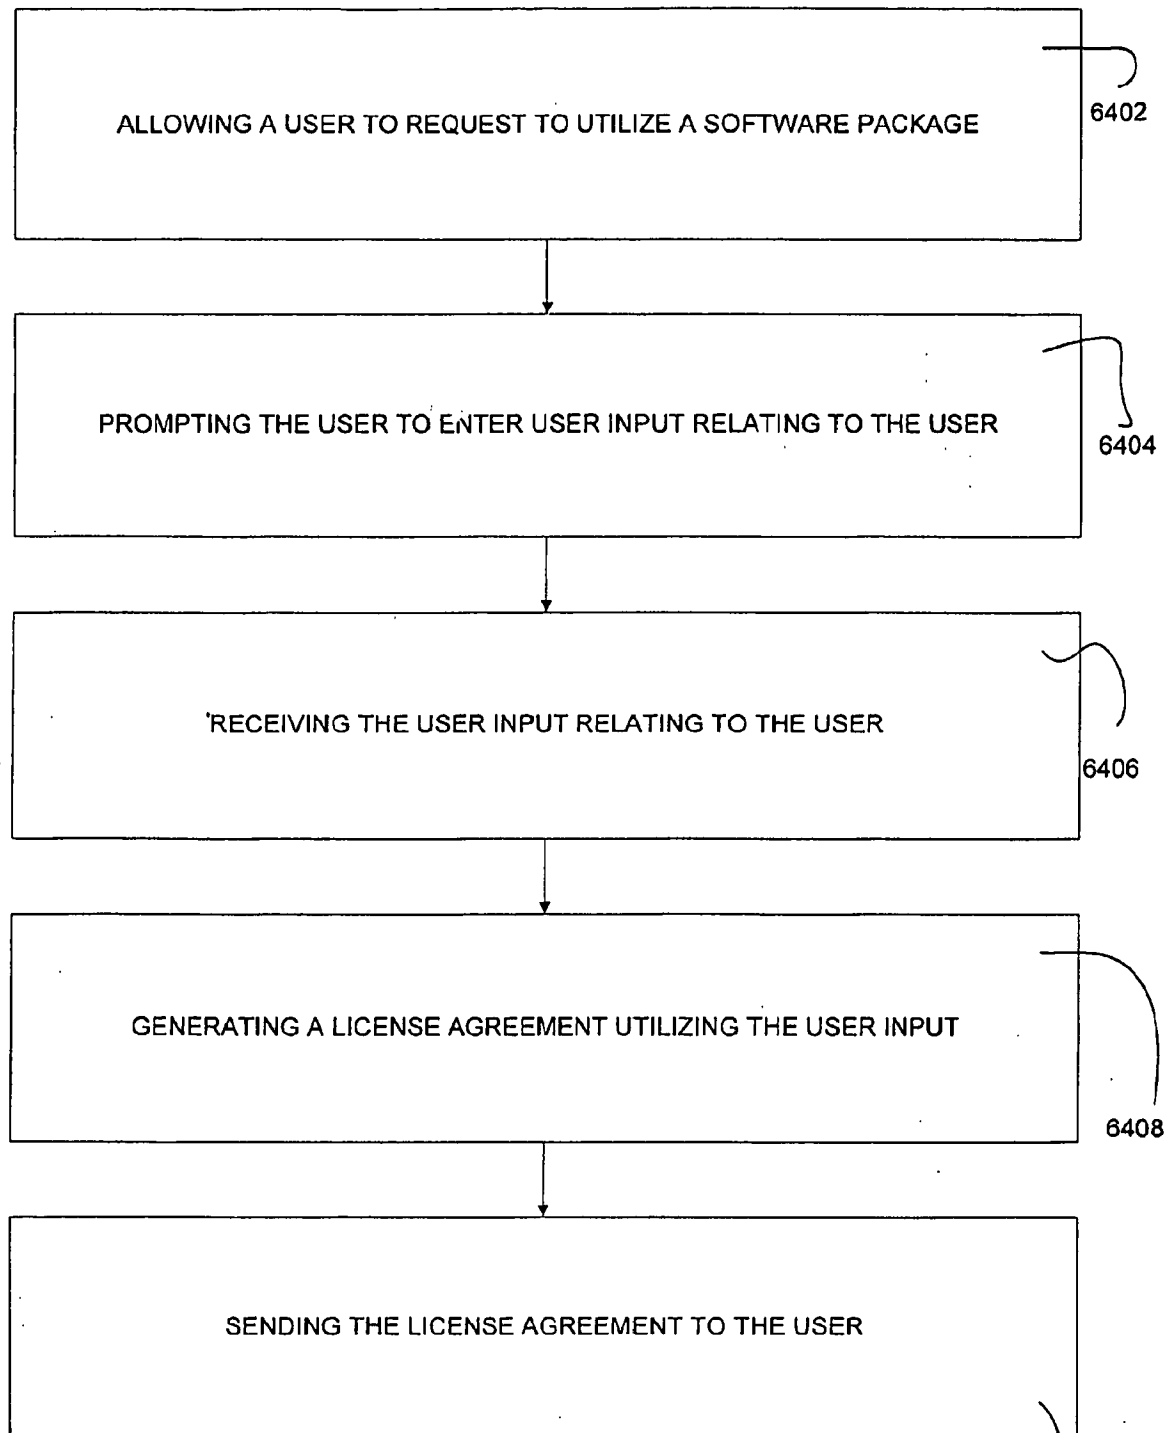 ALLOWING A USER TO REQUEST TO UTILIZE A SOFTWARE PACKAGE
6402
PROMPTING THE USER TO ENTER USER INPUT RELATING TO THE USER
6404
RECEIVING THE USER INPUT RELATING TO THE USER
6406
GENERATING A LICENSE AGREEMENT UTILIZING THE USER INPUT
6408
SENDING THE LICENSE AGREEMENT TO THE USER